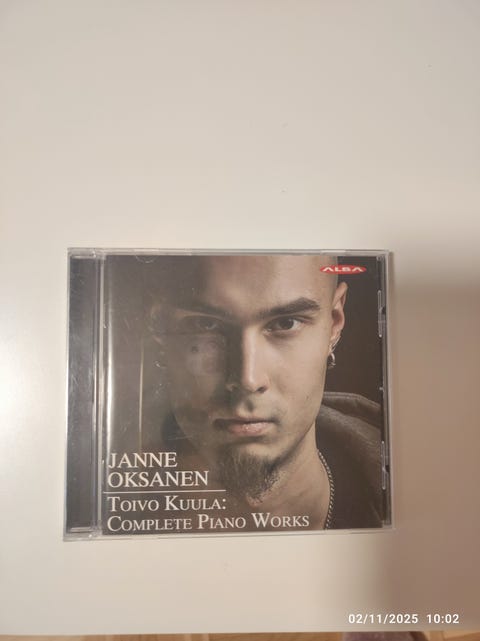 ALBA
JANNE
OKSANEN
TOIVO KUULA:
COMPLETE PIANO WORKS
02/11/2025 10:02